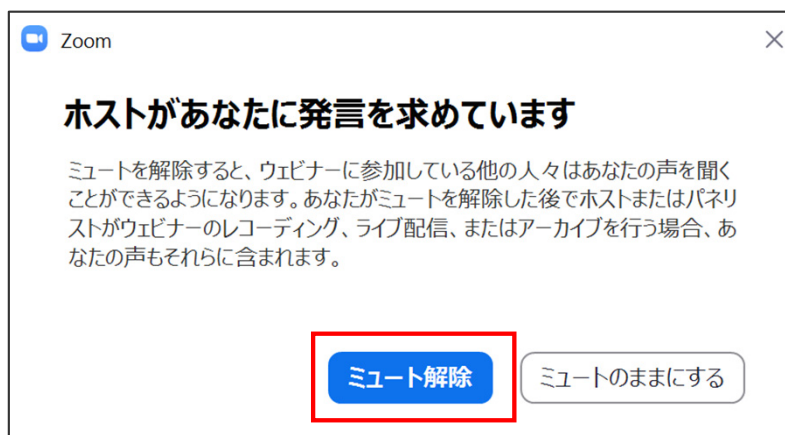 Zoom
ホストがあなたに発言を求めています
ミュートを解除すると、ウェビナーに参加している他の人々はあなたの声を聞く
ことができるようになります。あなたがミュートを解除した後でホストまたはパネリ
ストがウェビナーのレコーディング、ライブ配信、またはアーカイブを行う場合、あ
なたの声もそれらに含まれます。
ミュート解除
ミュートのままにする